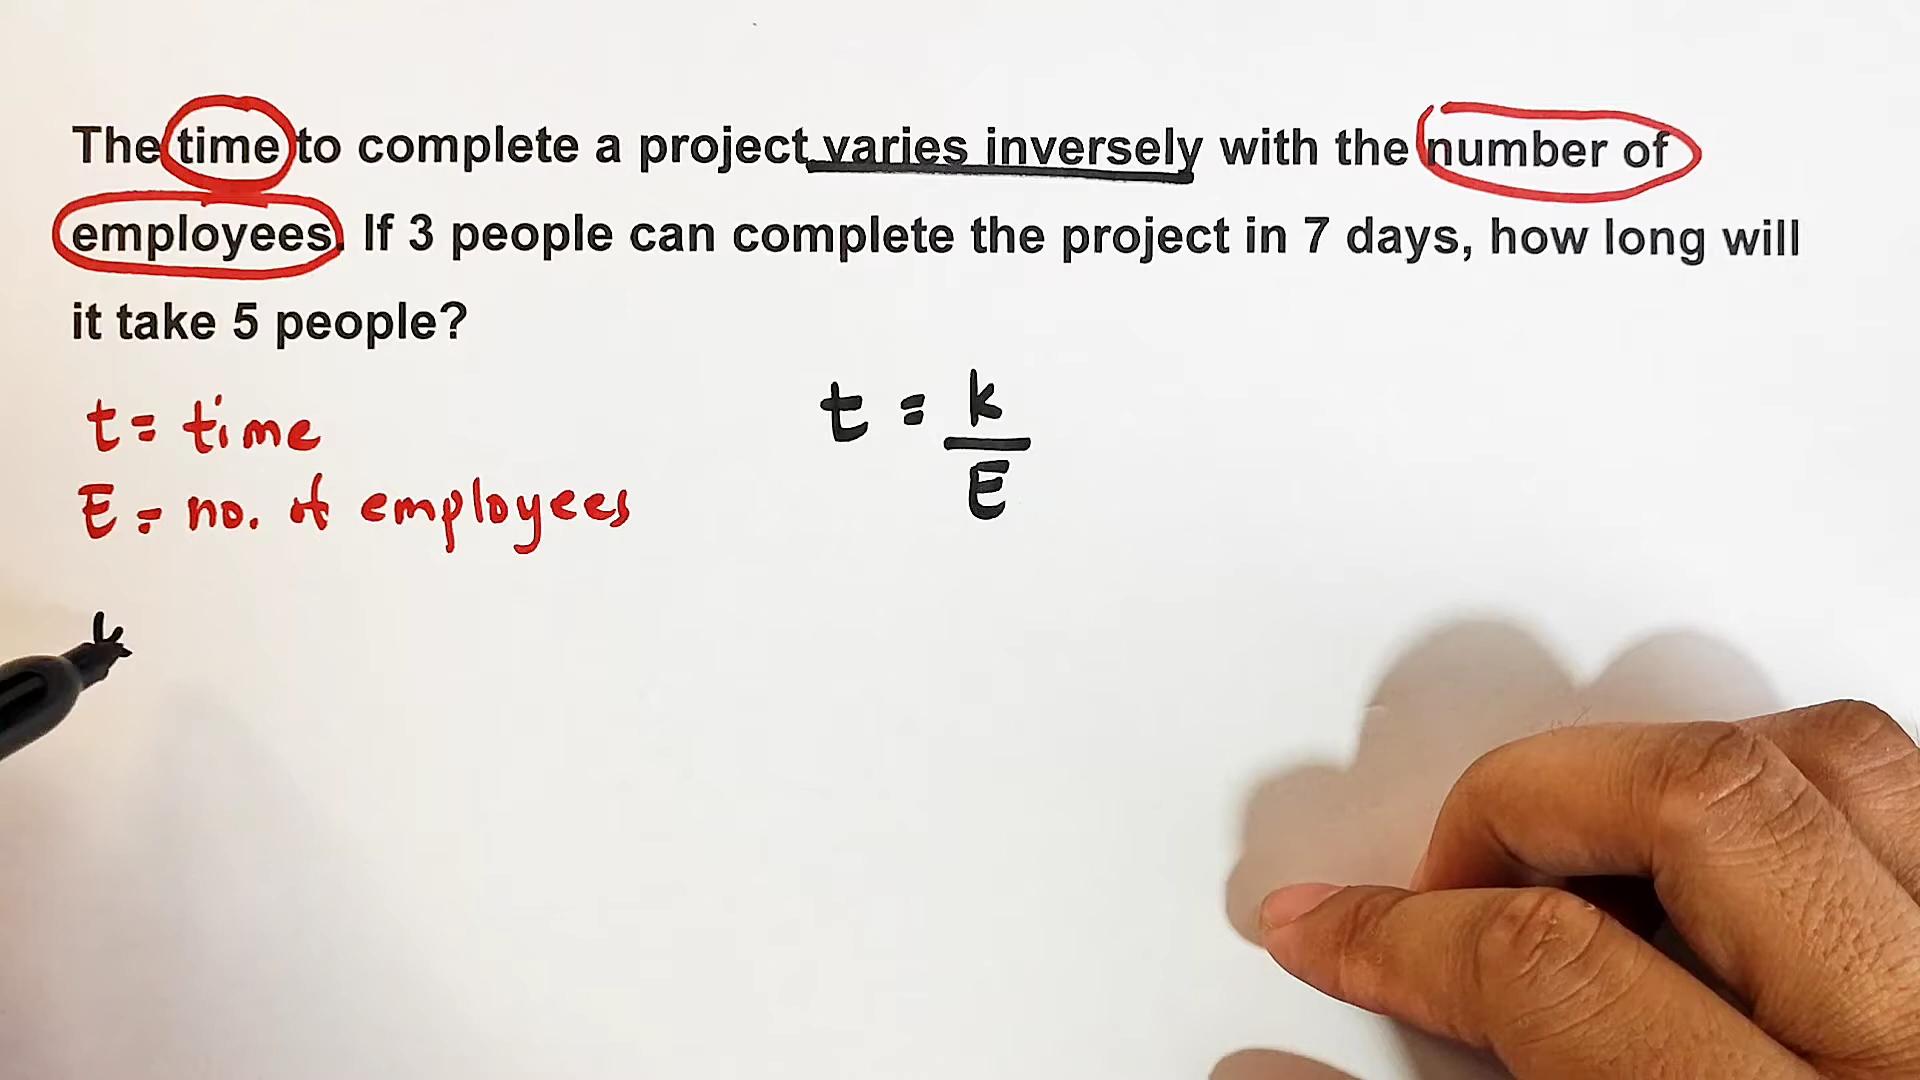 The time to complete a project varies inversely with the number of
employees. If 3 people can complete the project in 7 days, how long will
it take 5 people?
t = time
E = no. of employees
t = k
E
k